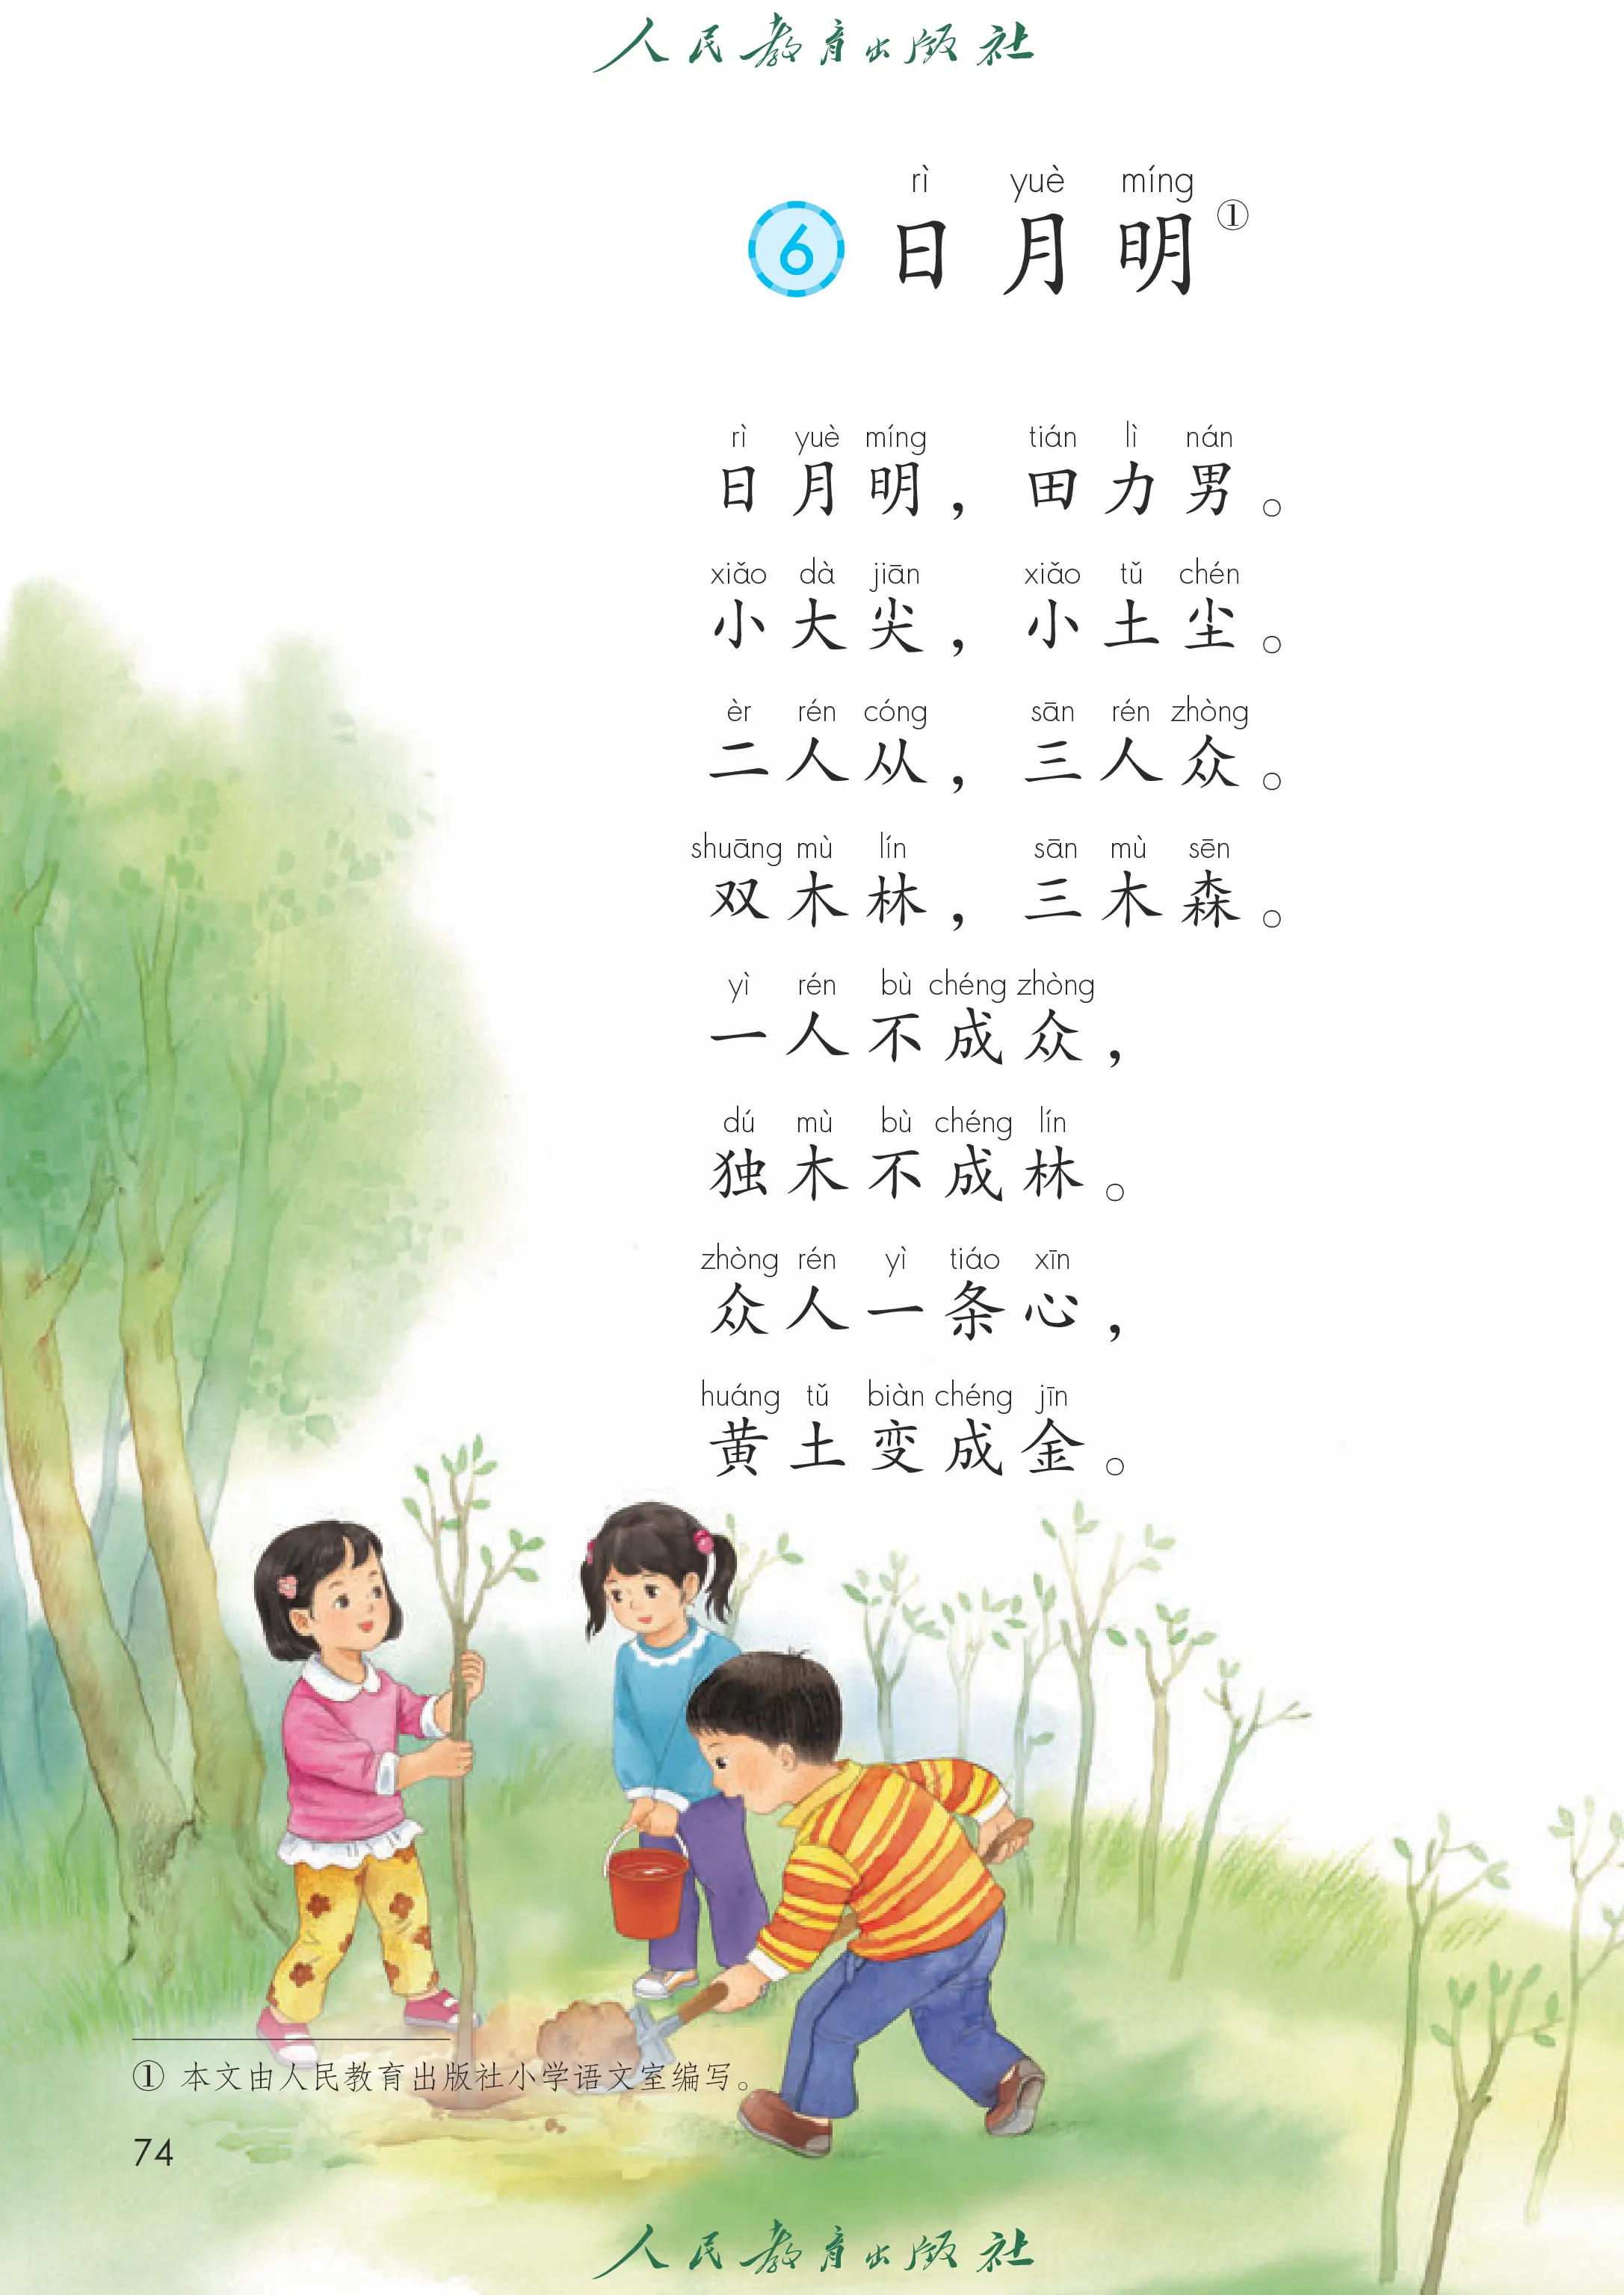 人民教育出版社
rì yuè míng
6 日月明①
rì yuè míng tián lì nán
日月明，田力男。
xiǎo dà jiān xiǎo tǔ chén
小大尖，小土尘。
èr rén cóng sān rén zhòng
二人从，三人众。
shuāng mù lín sān mù sēn
双木林，三木森。
yì rén bù chéng zhòng
一人不成众，
dú mù bù chéng lín
独木不成林。
zhòng rén yì tiáo xīn
众人一条心，
huáng tǔ biàn chéng jīn
黄土变成金。
① 本文由人民教育出版社小学语文室编写。
74
人民教育出版社